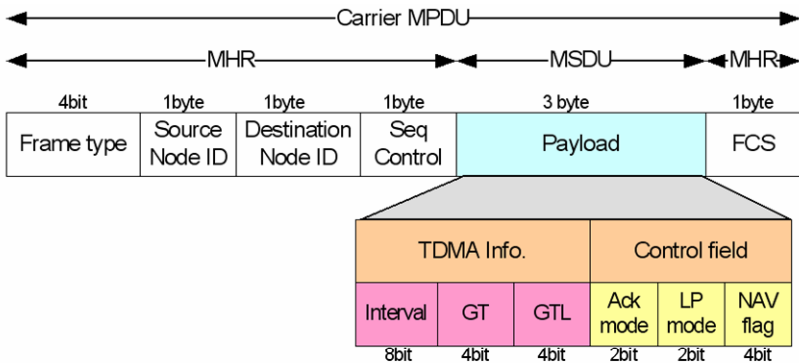 Carrier MPDU
MHR MSDU MHR
4bit 1byte 1byte 1byte 3 byte 1byte
Frame type Source Node ID Destination Node ID Seq Control Payload FCS
TDMA Info. Control field
Interval GT GTL Ack mode LP mode NAV flag
8bit 4bit 4bit 2bit 2bit 4bit